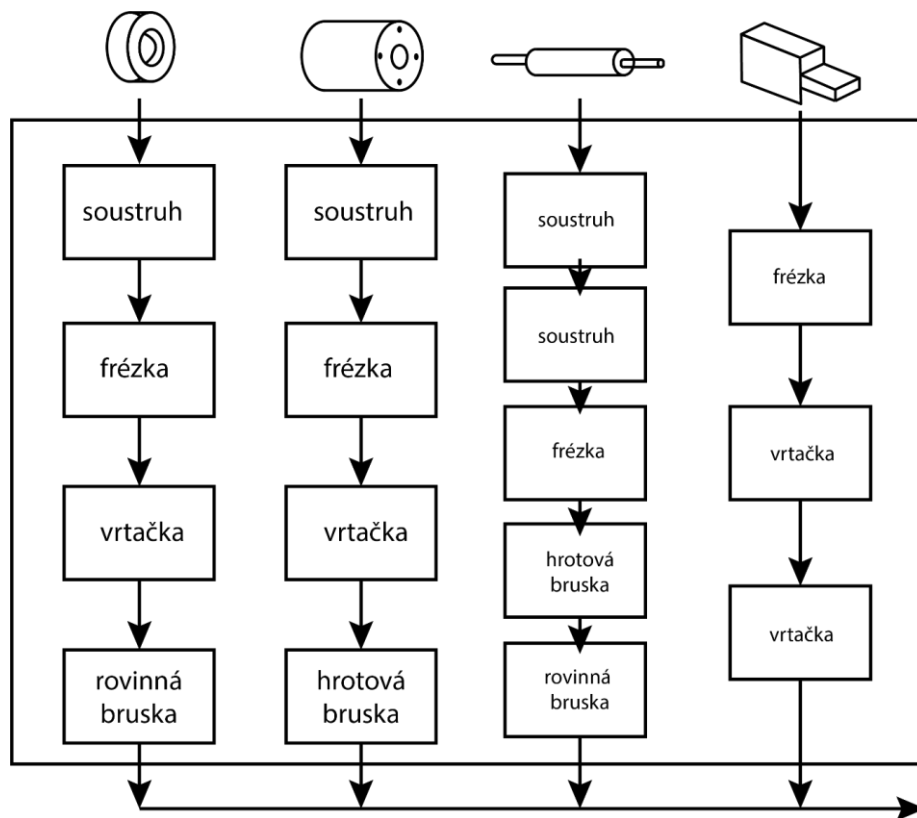 soustruh
frézka
vrtačka
rovinná
bruska
soustruh
frézka
vrtačka
hrotová
bruska
soustruh
soustruh
frézka
hrotová
bruska
rovinná
bruska
frézka
vrtačka
vrtačka